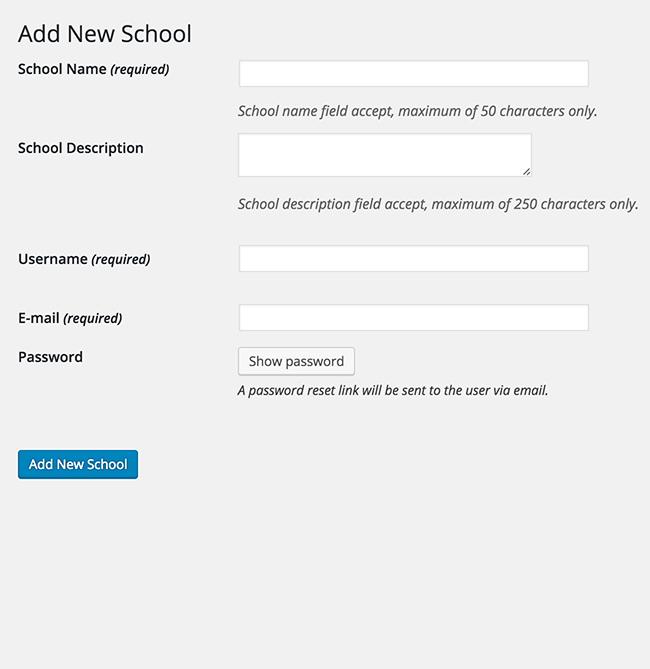 Add New School
School Name (required)
School name field accept, maximum of 50 characters only.
School Description
School description field accept, maximum of 250 characters only.
Username (required)
E-mail (required)
Password
Show password
A password reset link will be sent to the user via email.
Add New School